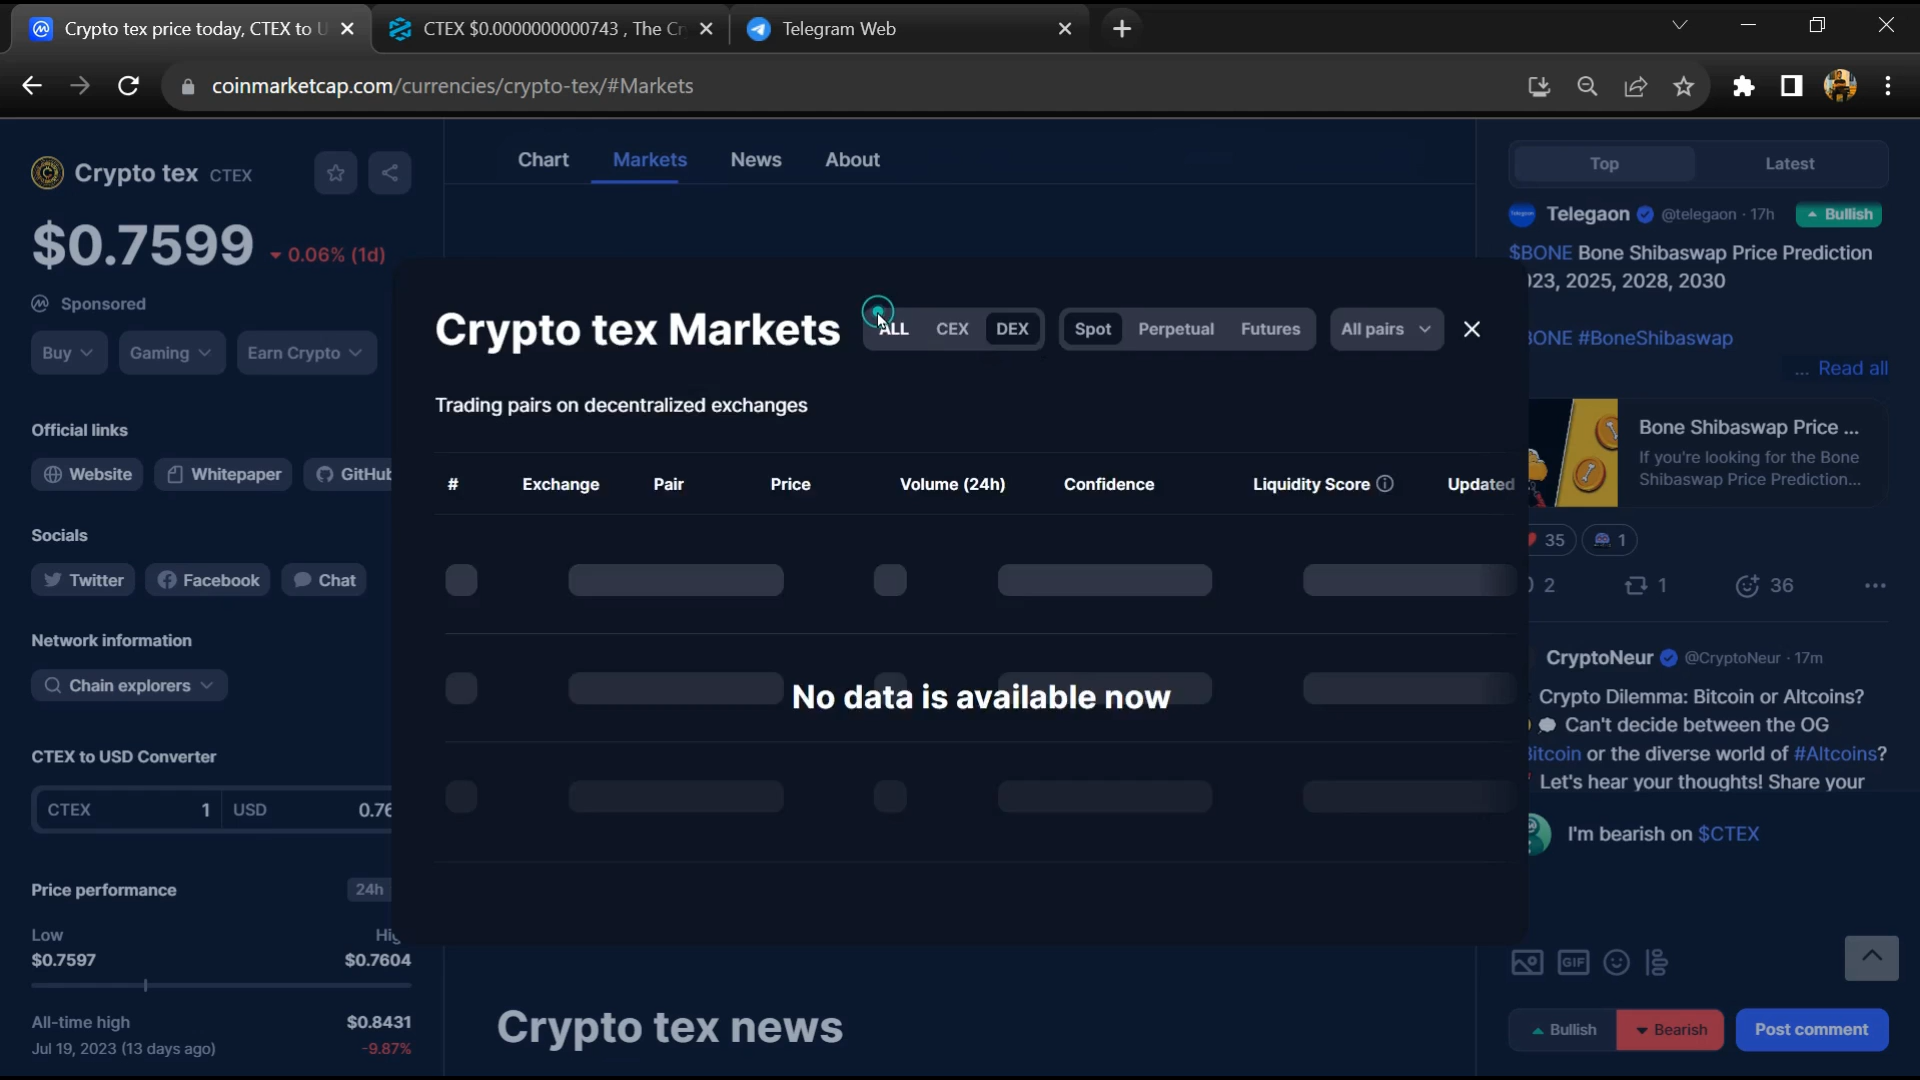 Crypto tex price today, CTEX to U
CTEX $0.0000000000743 , The Cr
Telegram Web
coinmarketcap.com/currencies/crypto-tex/#Markets
Crypto tex CTEX
$0.7599 0.06% (1d)
Sponsored
Buy Gaming Earn Crypto
Official links
Website Whitepaper GitHub
Socials
Twitter Facebook Chat
Network information
Chain explorers
CTEX to USD Converter
CTEX 1 USD 0.76
Price performance 24h
Low Hig
$0.7597 $0.7604
All-time high $0.8431
Jul 19, 2023 (13 days ago) -9.87%
Chart Markets News About
Crypto tex Markets ALL CEX DEX Spot Perpetual Futures All pairs
Trading pairs on decentralized exchanges
# Exchange Pair Price Volume (24h) Confidence Liquidity Score Updated
No data is available now
Crypto tex news
Top Latest
Telegaon @telegaon · 17h Bullish
$BONE Bone Shibaswap Price Prediction
023, 2025, 2028, 2030
BONE #BoneShibaswap
... Read all
Bone Shibaswap Price ...
If you're looking for the Bone
Shibaswap Price Prediction...
35 1
2 1 36
CryptoNeur @CryptoNeur · 17m
Crypto Dilemma: Bitcoin or Altcoins?
Can't decide between the OG
Bitcoin or the diverse world of #Altcoins?
Let's hear your thoughts! Share your
I'm bearish on $CTEX
GIF
Bullish Bearish Post comment